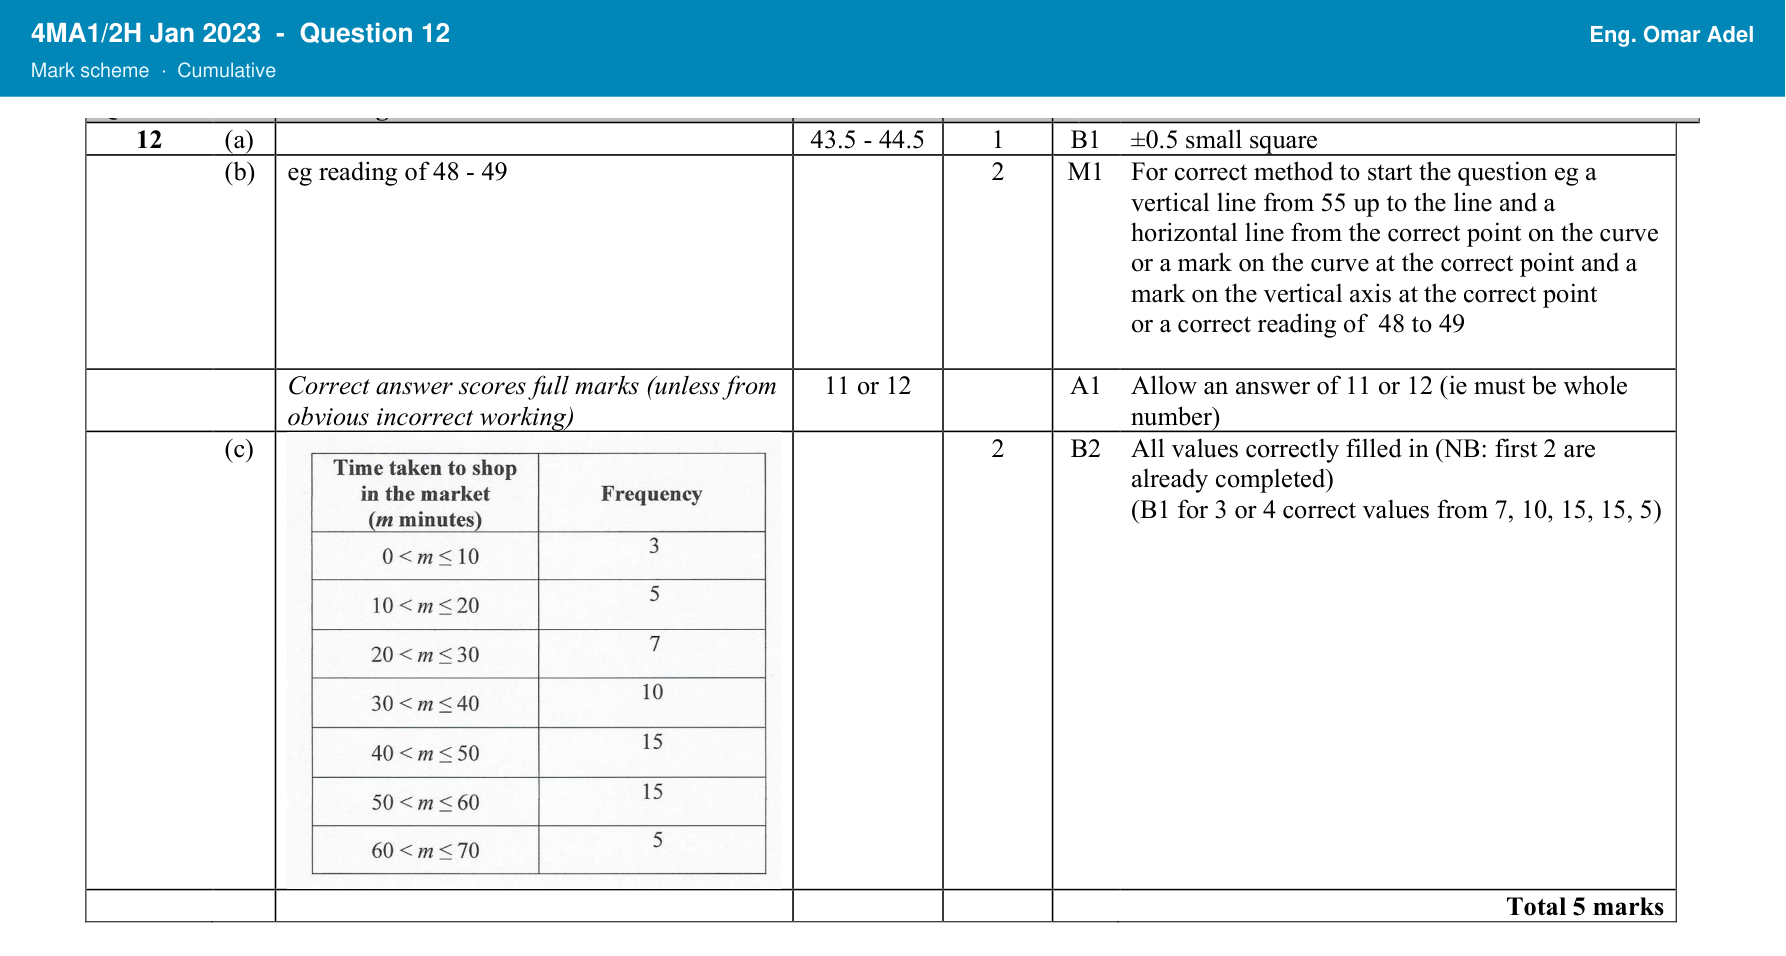 4MA1/2H Jan 2023 - Question 12
Eng. Omar Adel
Mark scheme · Cumulative
12 (a) 43.5 - 44.5 1 B1 ±0.5 small square
(b) eg reading of 48 - 49 2 M1 For correct method to start the question eg a
vertical line from 55 up to the line and a
horizontal line from the correct point on the curve
or a mark on the curve at the correct point and a
mark on the vertical axis at the correct point
or a correct reading of 48 to 49
Correct answer scores full marks (unless from 11 or 12 A1 Allow an answer of 11 or 12 (ie must be whole
obvious incorrect working) number)
(c) 2 B2 All values correctly filled in (NB: first 2 are
already completed)
(B1 for 3 or 4 correct values from 7, 10, 15, 15, 5)
Time taken to shop
in the market
(m minutes)
Frequency
0 < m ≤ 10 3
10 < m ≤ 20 5
20 < m ≤ 30 7
30 < m ≤ 40 10
40 < m ≤ 50 15
50 < m ≤ 60 15
60 < m ≤ 70 5
Total 5 marks